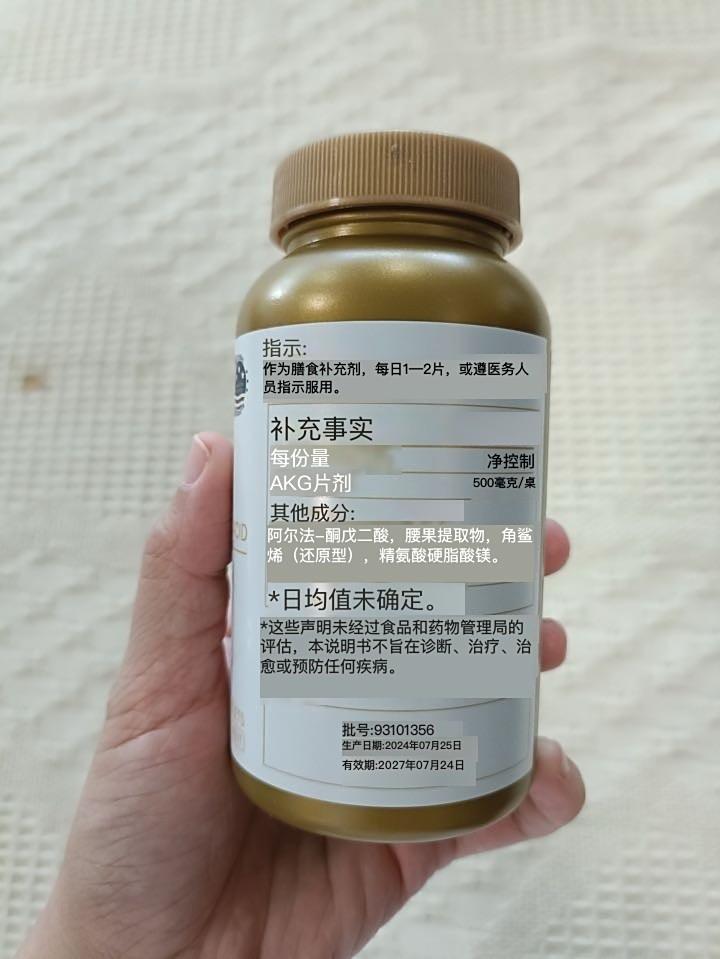 指示:
作为膳食补充剂，每日1—2片，或遵医务人
员指示服用。
补充事实
每份量
净控制
AKG片剂
500毫克/桌
其他成分:
阿尔法–酮戊二酸，腰果提取物，角鲨
烯（还原型），精氨酸硬脂酸镁。
*日均值未确定。
*这些声明未经过食品和药物管理局的
评估，本说明书不旨在诊断、治疗、治
愈或预防任何疾病。
批号:93101356
生产日期:2024年07月25日
有效期:2027年07月24日